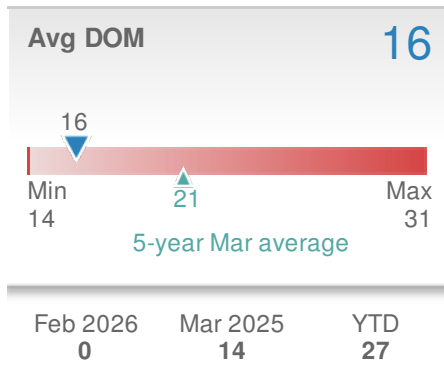 Avg DOM 16
16
Min Max
14 21 31
5-year Mar average
Feb 2026 Mar 2025 YTD
0 14 27